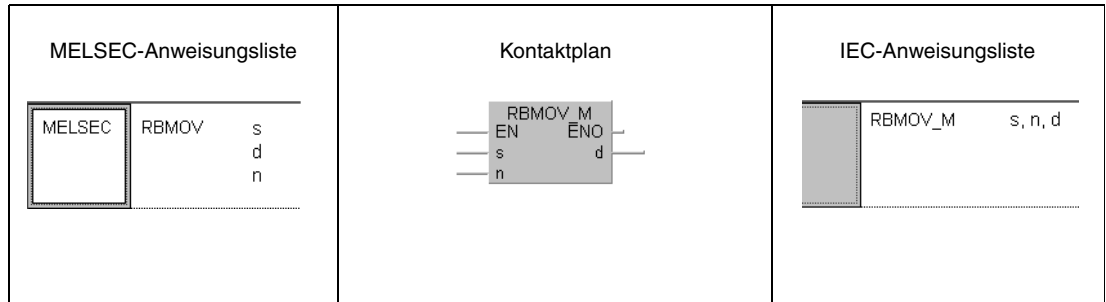 MELSEC-Anweisungsliste
MELSEC RBMOV s
d
n
Kontaktplan
RBMOV_M
EN ENO
s d
n
IEC-Anweisungsliste
RBMOV_M s, n, d